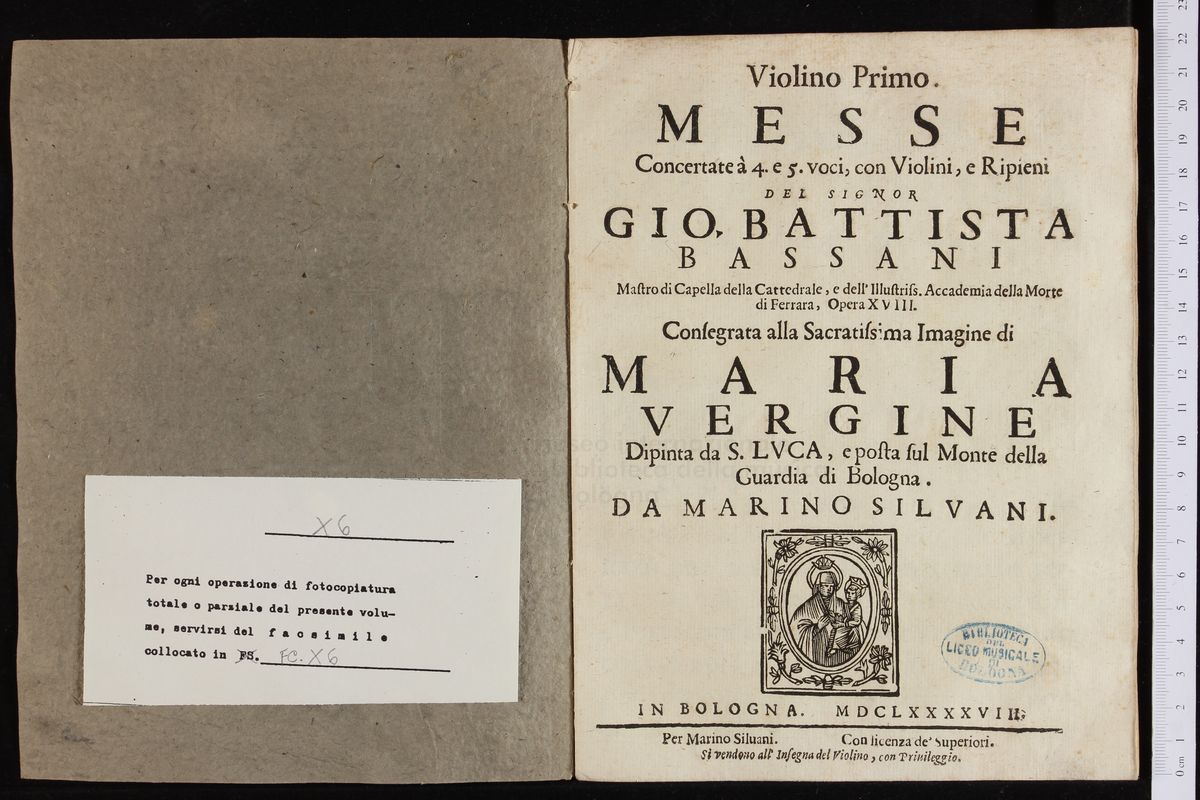 X6
Per ogni operazione di fotocopiatura
totale o parziale del presente volu-
me, servirsi del facsimile
collocato in FS. FC. X6
Violino Primo.
MESSE
Concertate à 4. e 5. voci, con Violini, e Ripieni
DEL SIGNOR
GIO. BATTISTA
BASSANI
Maſtro di Capella della Cattedrale, e dell' Illuſtriſs. Accademia della Morte
di Ferrara, Opera XVIII.
Conſegrata alla Sacratiſsima Imagine di
MARIA
VERGINE
Dipinta da S. LVCA, e poſta ſul Monte della
Guardia di Bologna.
DA MARINO SILVANI.
BIBLIOTECA
DEL
LICEO MUSICALE
DI
BOLOGNA
IN BOLOGNA. MDCLXXXXVIII.
Per Marino Siluani. Con licenza de' Superiori.
Si vendono all' Inſegna del Violino, con Priuileggio.